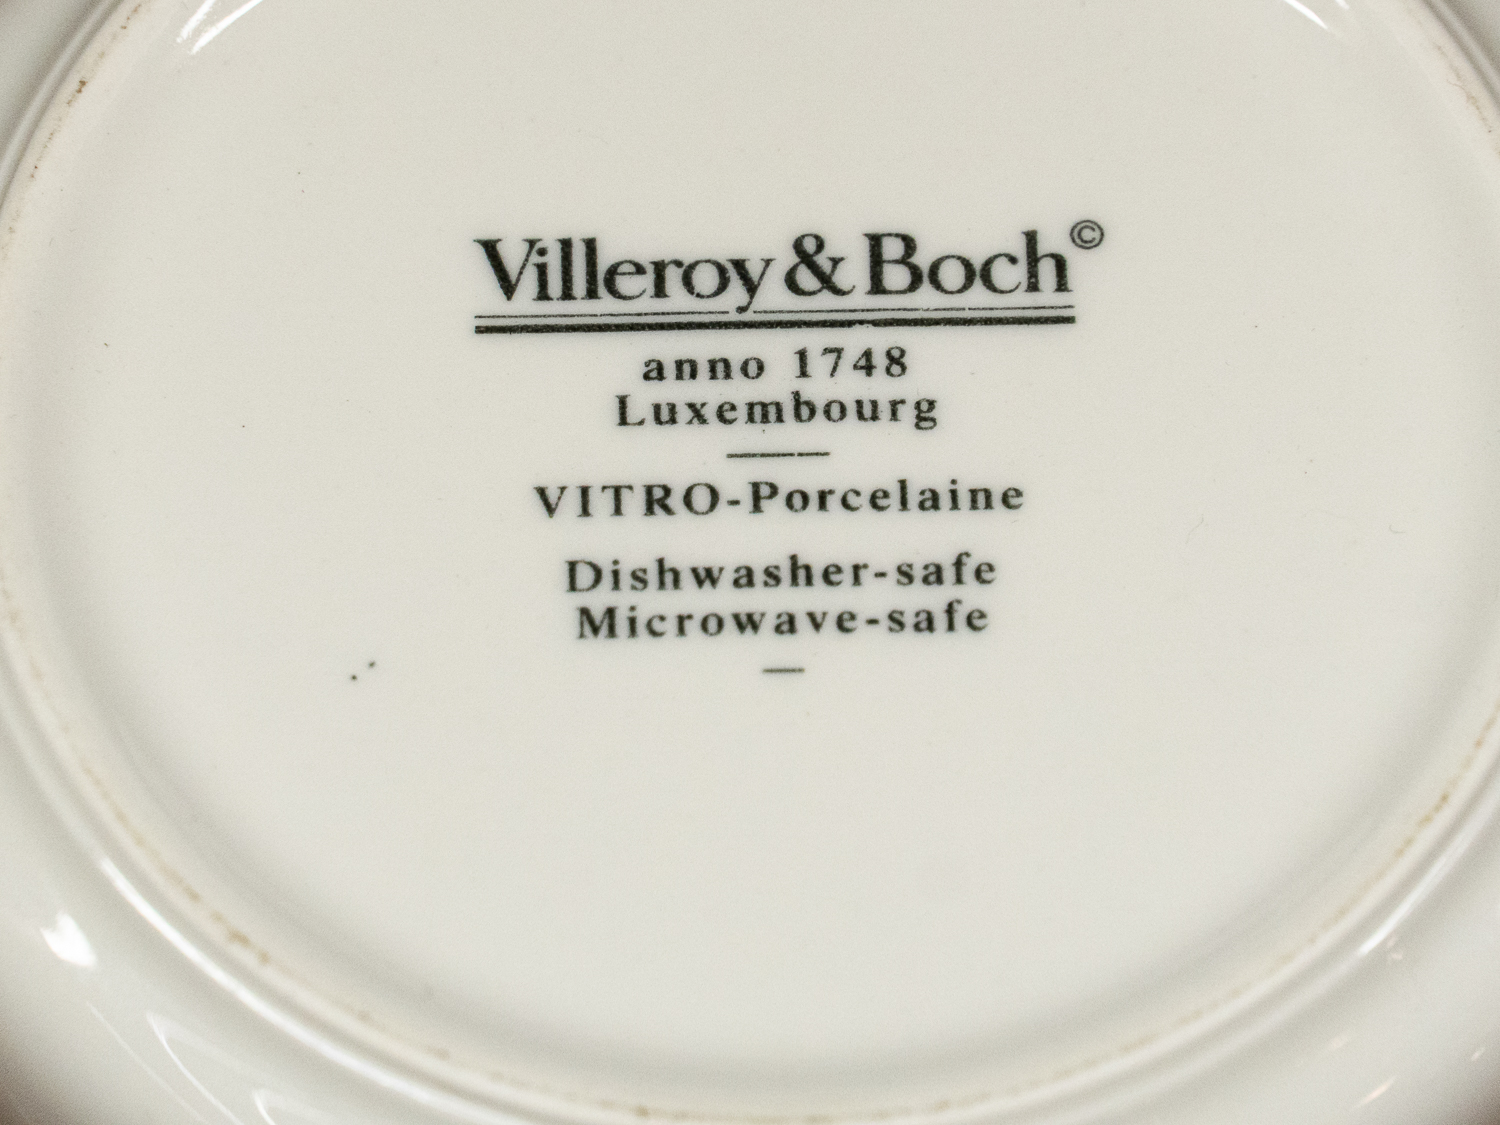 Villeroy & Boch©
anno 1748
Luxembourg
VITRO-Porcelaine
Dishwasher-safe
Microwave-safe